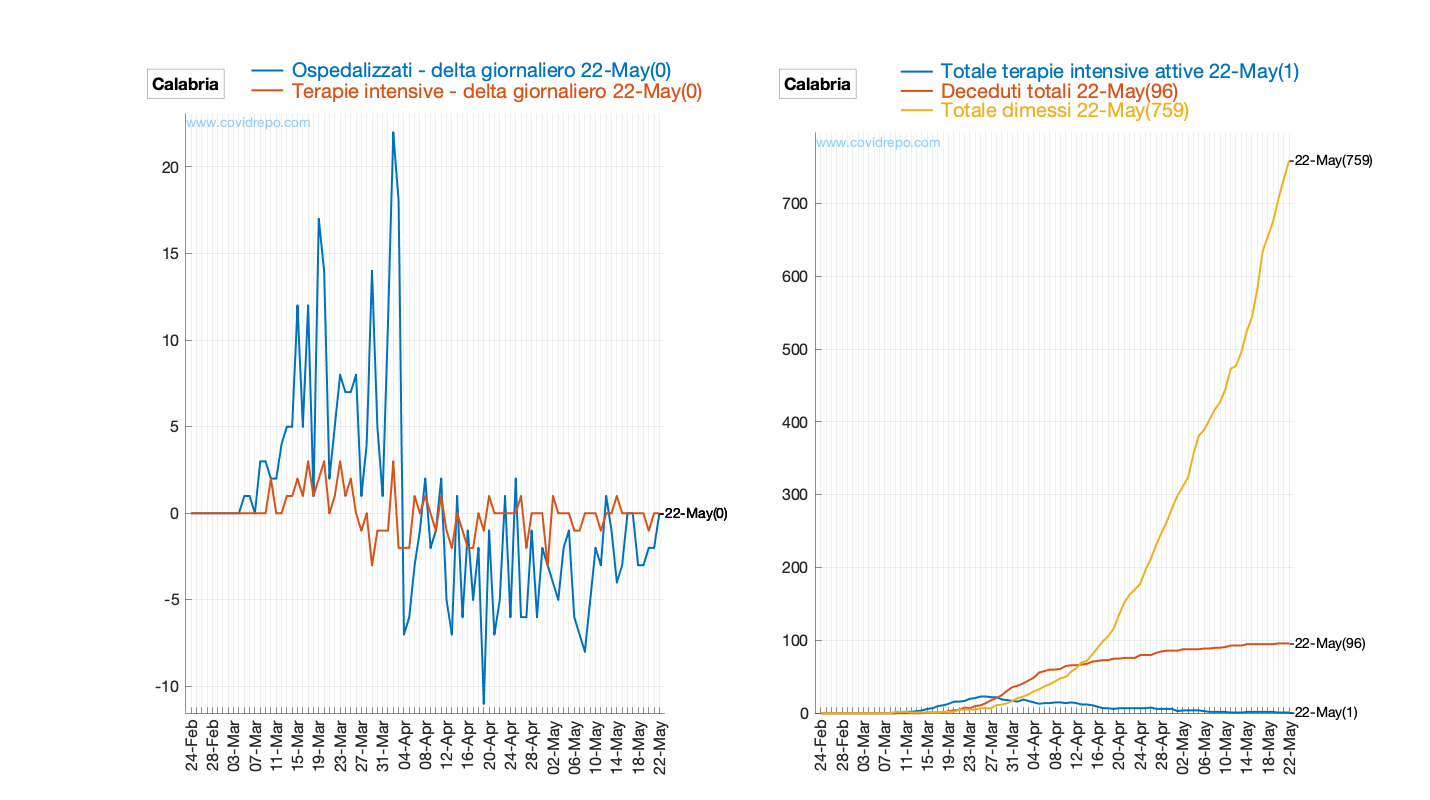 Calabria
Ospedalizzati - delta giornaliero 22-May(0)
Terapie intensive - delta giornaliero 22-May(0)
www.covidrepo.com
20
15
10
5
0
-5
-10
22-May(0)
24-Feb
28-Feb
03-Mar
07-Mar
11-Mar
15-Mar
19-Mar
23-Mar
27-Mar
31-Mar
04-Apr
08-Apr
12-Apr
16-Apr
20-Apr
24-Apr
28-Apr
02-May
06-May
10-May
14-May
18-May
22-May
Calabria
Totale terapie intensive attive 22-May(1)
Deceduti totali 22-May(96)
Totale dimessi 22-May(759)
www.covidrepo.com
22-May(759)
700
600
500
400
300
200
100
0
22-May(96)
22-May(1)
24-Feb
28-Feb
03-Mar
07-Mar
11-Mar
15-Mar
19-Mar
23-Mar
27-Mar
31-Mar
04-Apr
08-Apr
12-Apr
16-Apr
20-Apr
24-Apr
28-Apr
02-May
06-May
10-May
14-May
18-May
22-May